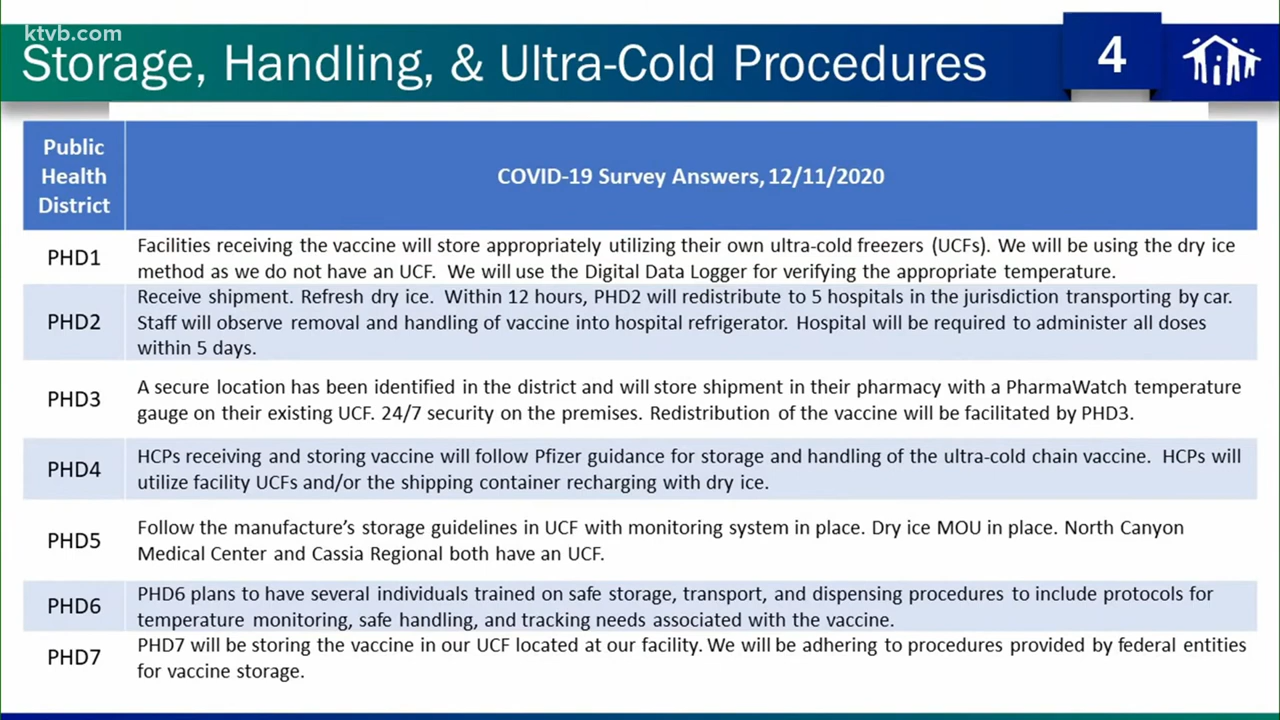 ktvb.com
Storage, Handling, & Ultra-Cold Procedures
4
Public
Health
District
COVID-19 Survey Answers, 12/11/2020
PHD1
Facilities receiving the vaccine will store appropriately utilizing their own ultra-cold freezers (UCFs). We will be using the dry ice
method as we do not have an UCF. We will use the Digital Data Logger for verifying the appropriate temperature.
PHD2
Receive shipment. Refresh dry ice. Within 12 hours, PHD2 will redistribute to 5 hospitals in the jurisdiction transporting by car.
Staff will observe removal and handling of vaccine into hospital refrigerator. Hospital will be required to administer all doses
within 5 days.
PHD3
A secure location has been identified in the district and will store shipment in their pharmacy with a PharmaWatch temperature
gauge on their existing UCF. 24/7 security on the premises. Redistribution of the vaccine will be facilitated by PHD3.
PHD4
HCPs receiving and storing vaccine will follow Pfizer guidance for storage and handling of the ultra-cold chain vaccine. HCPs will
utilize facility UCFs and/or the shipping container recharging with dry ice.
PHD5
Follow the manufacture's storage guidelines in UCF with monitoring system in place. Dry ice MOU in place. North Canyon
Medical Center and Cassia Regional both have an UCF.
PHD6
PHD6 plans to have several individuals trained on safe storage, transport, and dispensing procedures to include protocols for
temperature monitoring, safe handling, and tracking needs associated with the vaccine.
PHD7
PHD7 will be storing the vaccine in our UCF located at our facility. We will be adhering to procedures provided by federal entities
for vaccine storage.